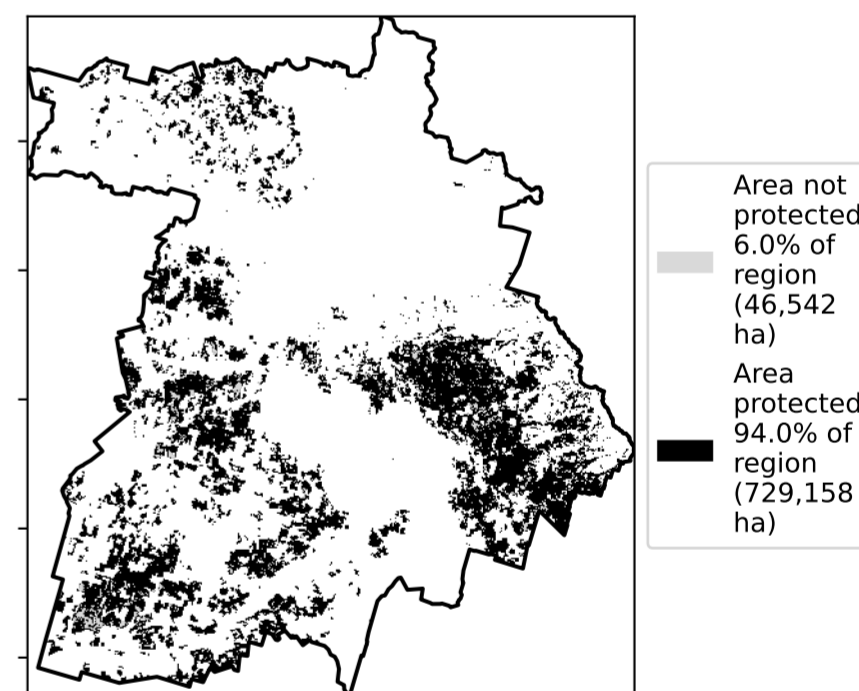 Area not
protected
6.0% of
region
(46,542
ha)
Area
protected
94.0% of
region
(729,158
ha)